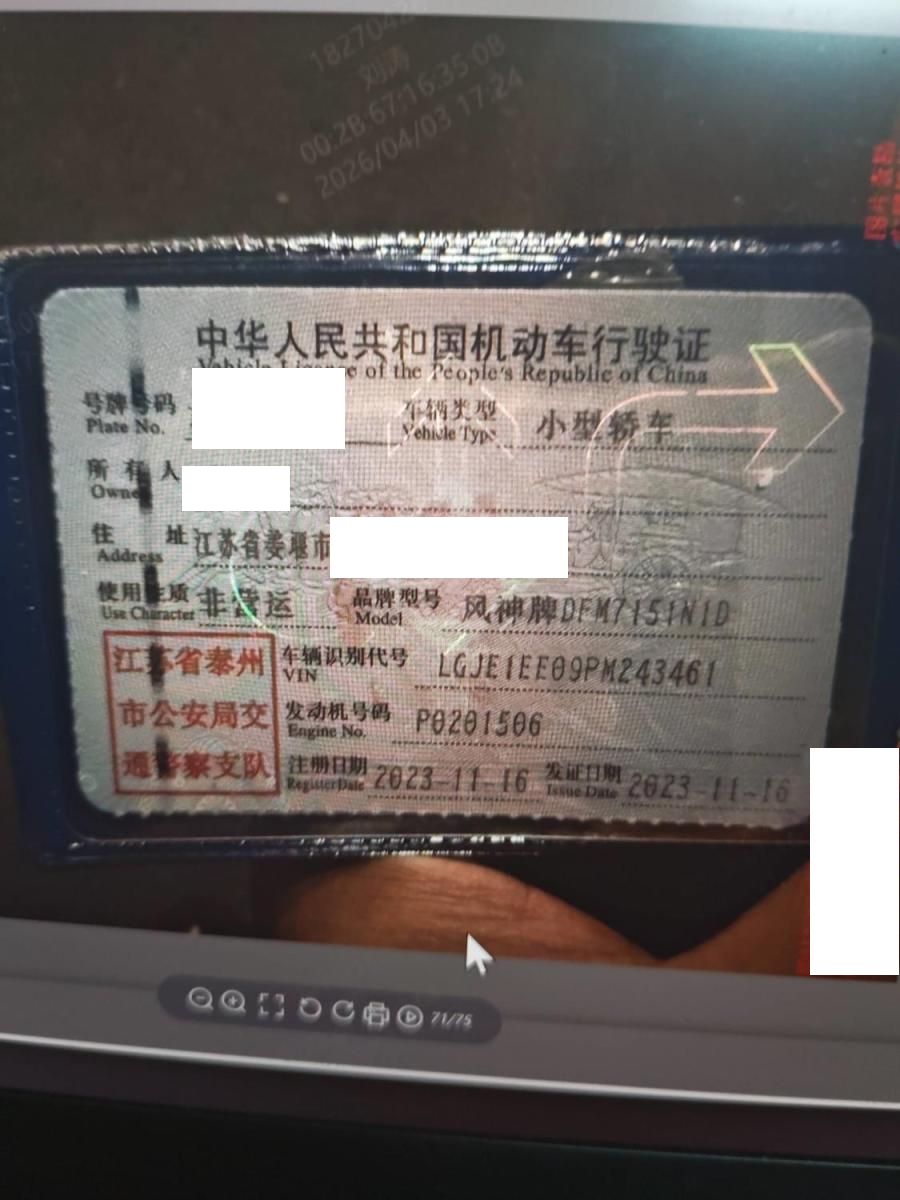 1827042
刘涛
00:2B:67:16:35:0B
2026/04/03 17:24
中华人民共和国机动车行驶证
Vehicle License of the People's Republic of China
号牌号码 车辆类型 小型轿车
Plate No. Vehicle Type
所有人
Owner
住 址 江苏省姜堰市
Address
使用性质 非营运 品牌型号 风神牌DFM7151N1D
Use Character Model
江苏省泰州 车辆识别代号 LGJE1EE09PM243461
VIN
市公安局交 发动机号码 P0201506
Engine No.
通警察支队 注册日期 2023-11-16 发证日期 2023-11-16
Register Date Issue Date
71/75